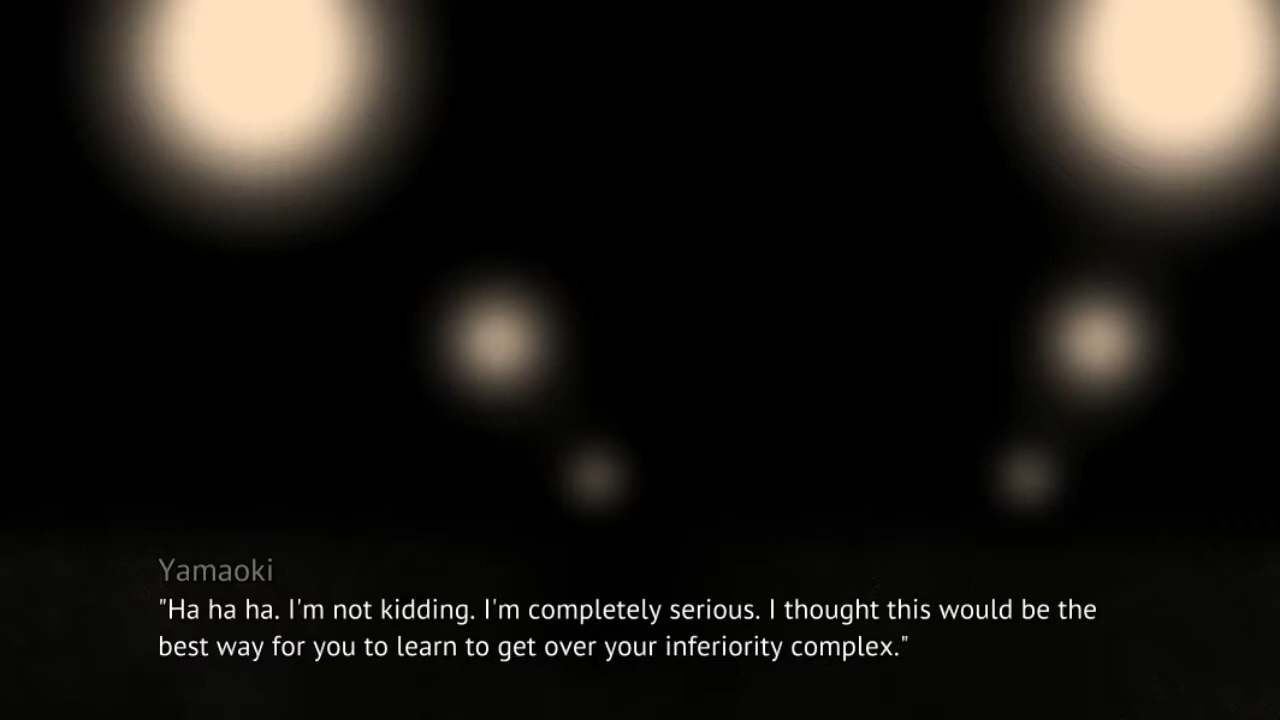 Yamaoki
"Ha ha ha. I'm not kidding. I'm completely serious. I thought this would be the
best way for you to learn to get over your inferiority complex."